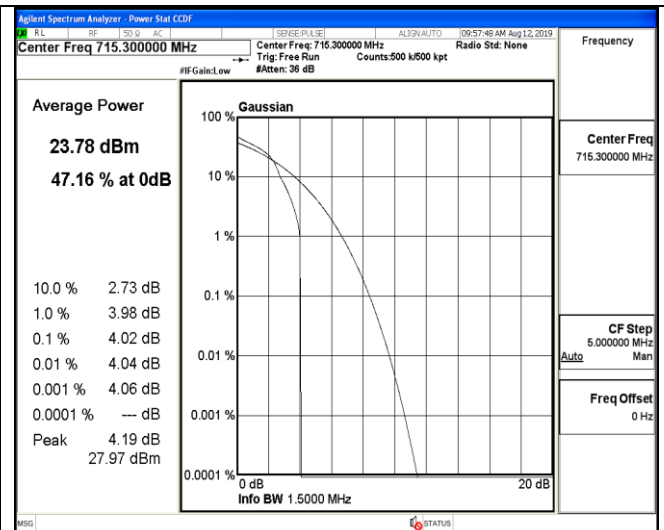 Agilent Spectrum Analyzer - Power Stat CCDF
RL RF 50 Ω AC SENSE:PULSE ALIGN AUTO 09:57:48 AM Aug 12, 2019
Center Freq 715.300000 MHz
Center Freq: 715.300000 MHz Radio Std: None
Trig: Free Run Counts:500 k/500 kpt
#IFGain:Low #Atten: 36 dB
Frequency
Average Power
23.78 dBm
47.16 % at 0dB
10.0 % 2.73 dB
1.0 % 3.98 dB
0.1 % 4.02 dB
0.01 % 4.04 dB
0.001 % 4.06 dB
0.0001 % --- dB
Peak 4.19 dB
27.97 dBm
Gaussian
100 %
10 %
1 %
0.1 %
0.01 %
0.001 %
0.0001 %
0 dB 20 dB
Info BW 1.5000 MHz
Center Freq
715.300000 MHz
CF Step
5.000000 MHz
Auto Man
Freq Offset
0 Hz
MSG STATUS